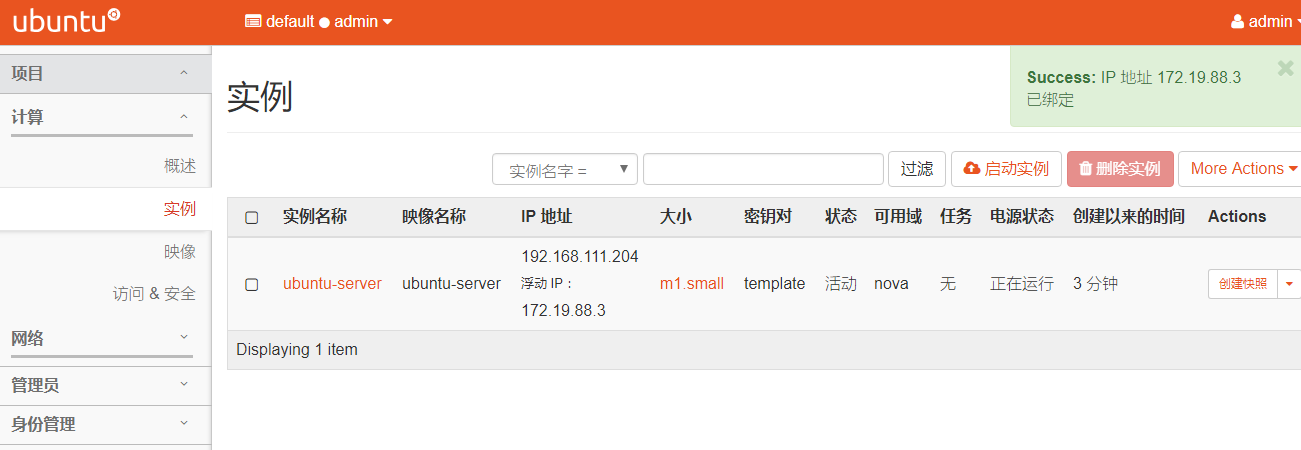 ubuntu
default admin
admin
项目
计算
概述
实例
映像
访问 & 安全
网络
管理员
身份管理
实例
Success: IP 地址 172.19.88.3
已绑定
实例名字 = 过滤 启动实例 删除实例 More Actions
实例名称 映像名称 IP 地址 大小 密钥对 状态 可用域 任务 电源状态 创建以来的时间 Actions
192.168.111.204
浮动 IP：
172.19.88.3
ubuntu-server ubuntu-server m1.small template 活动 nova 无 正在运行 3 分钟 创建快照
Displaying 1 item